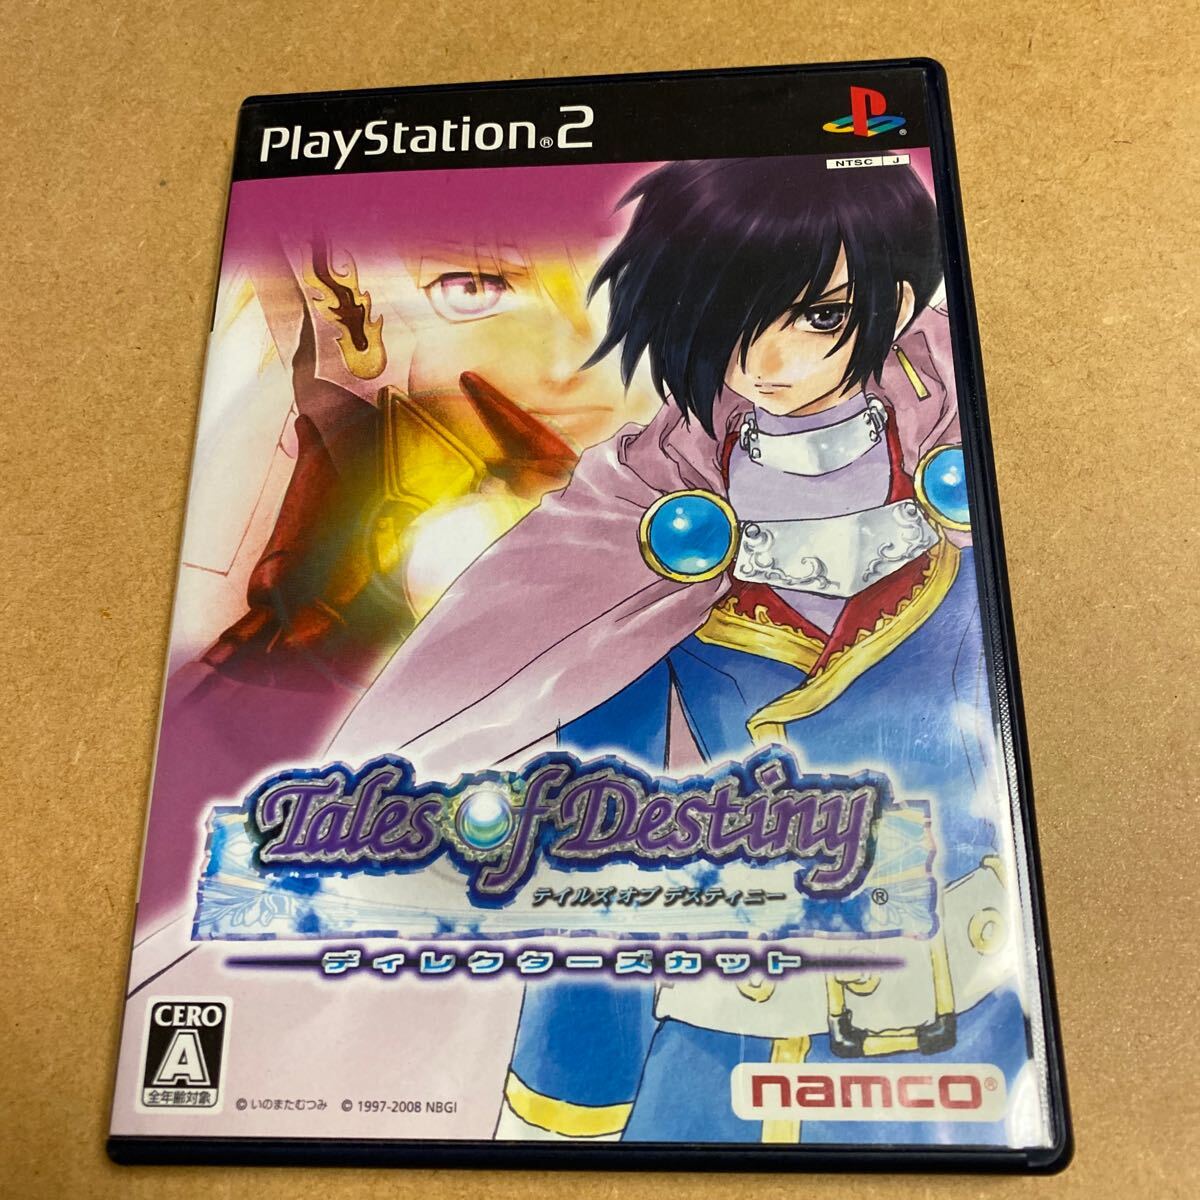 PlayStation®2
NTSC J
Tales of Destiny
テイルズ オブ デスティニー ®
ディレクターズカット
CERO
A
全年齢対象
© いのまたむつみ © 1997-2008 NBGI
namco®